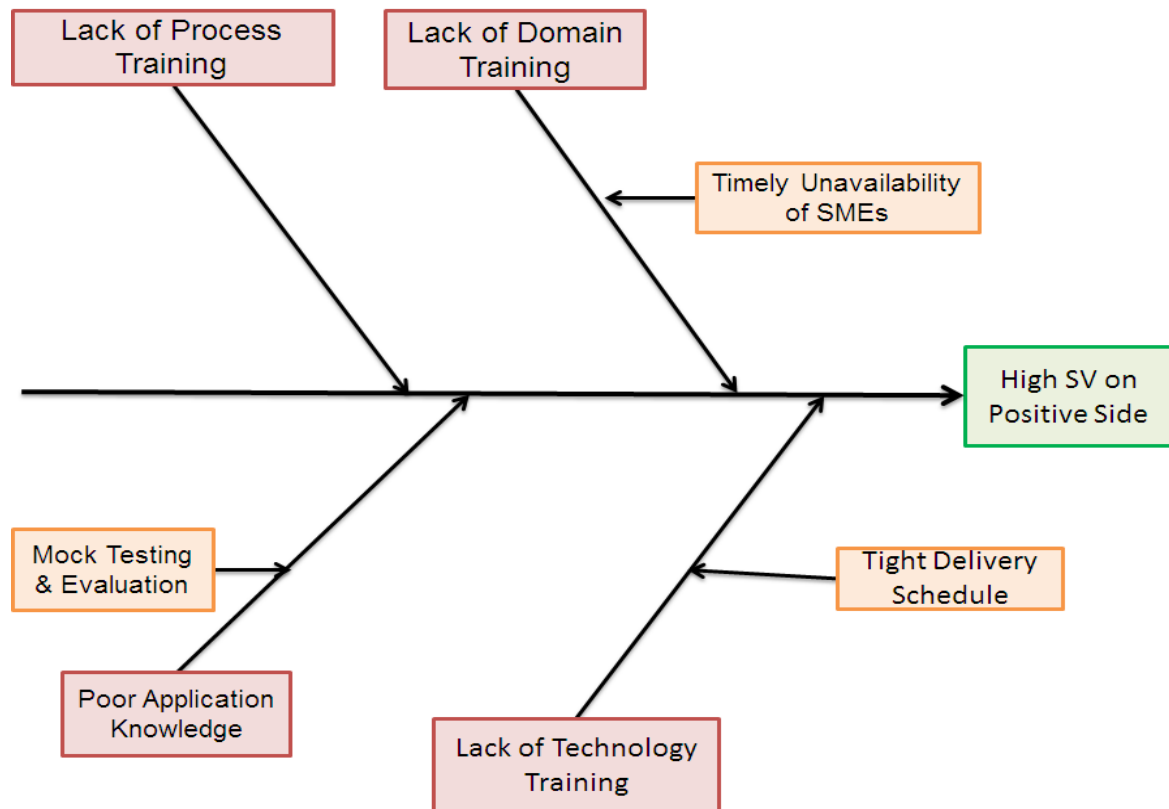 Lack of Process
Training
Lack of Domain
Training
Timely Unavailability
of SMEs
High SV on
Positive Side
Mock Testing
& Evaluation
Tight Delivery
Schedule
Poor Application
Knowledge
Lack of Technology
Training